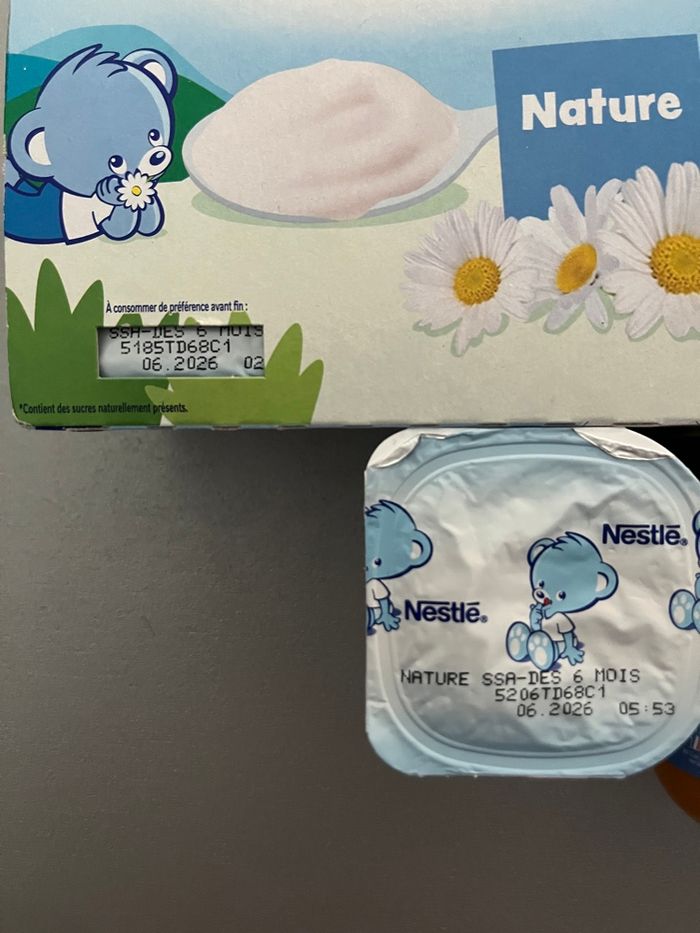 Nature
À consommer de préférence avant fin :
SSA-DES 6 MOIS
5185TD68C1
06.2026 02
*Contient des sucres naturellement présents.
Nestlé®
Nestlé®
NATURE SSA-DES 6 MOIS
5206TD68C1
06.2026 05:53